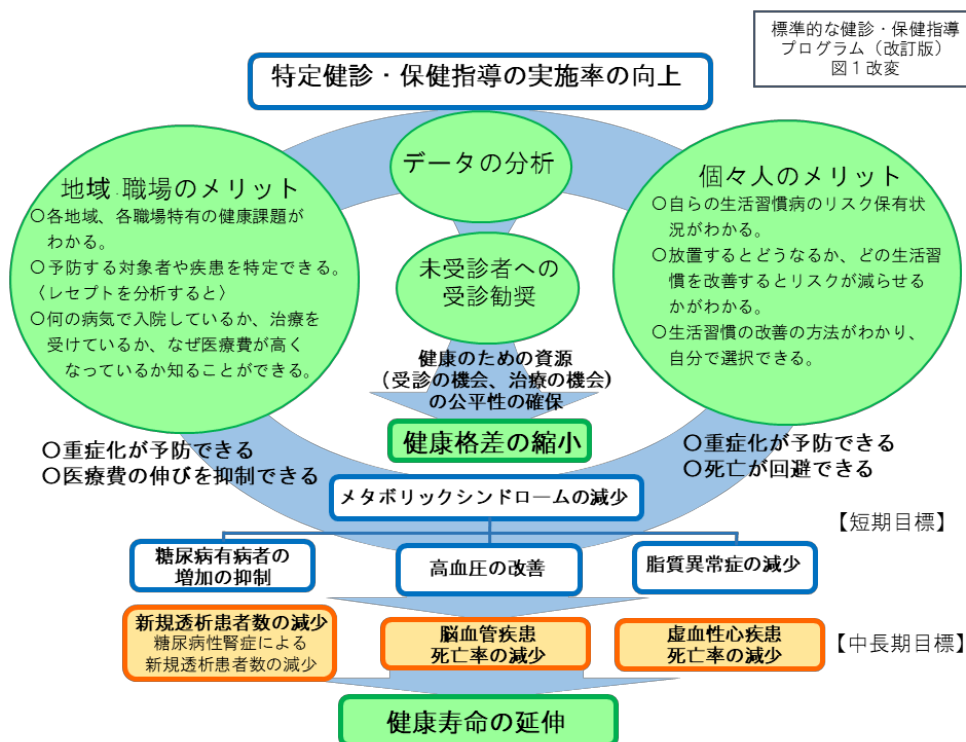 標準的な健診・保健指導
プログラム（改訂版）
図１改変
特定健診・保健指導の実施率の向上
データの分析
地域 職場のメリット
○各地域、各職場特有の健康課題が
わかる。
○予防する対象者や疾患を特定できる。
〈レセプトを分析すると〉
○何の病気で入院しているか、治療を
受けているか、なぜ医療費が高く
なっているか知ることができる。
個々人のメリット
○自らの生活習慣病のリスク保有状
況がわかる。
○放置するとどうなるか、どの生活習
慣を改善するとリスクが減らせる
かがわかる。
○生活習慣の改善の方法がわかり、
自分で選択できる。
未受診者への
受診勧奨
健康のための資源
(受診の機会、治療の機会)
の公平性の確保
健康格差の縮小
○重症化が予防できる
○医療費の伸びを抑制できる
○重症化が予防できる
○死亡が回避できる
メタボリックシンドロームの減少
【短期目標】
糖尿病有病者の
増加の抑制
高血圧の改善
脂質異常症の減少
新規透析患者数の減少
糖尿病性腎症による
新規透析患者数の減少
脳血管疾患
死亡率の減少
虚血性心疾患
死亡率の減少
【中長期目標】
健康寿命の延伸